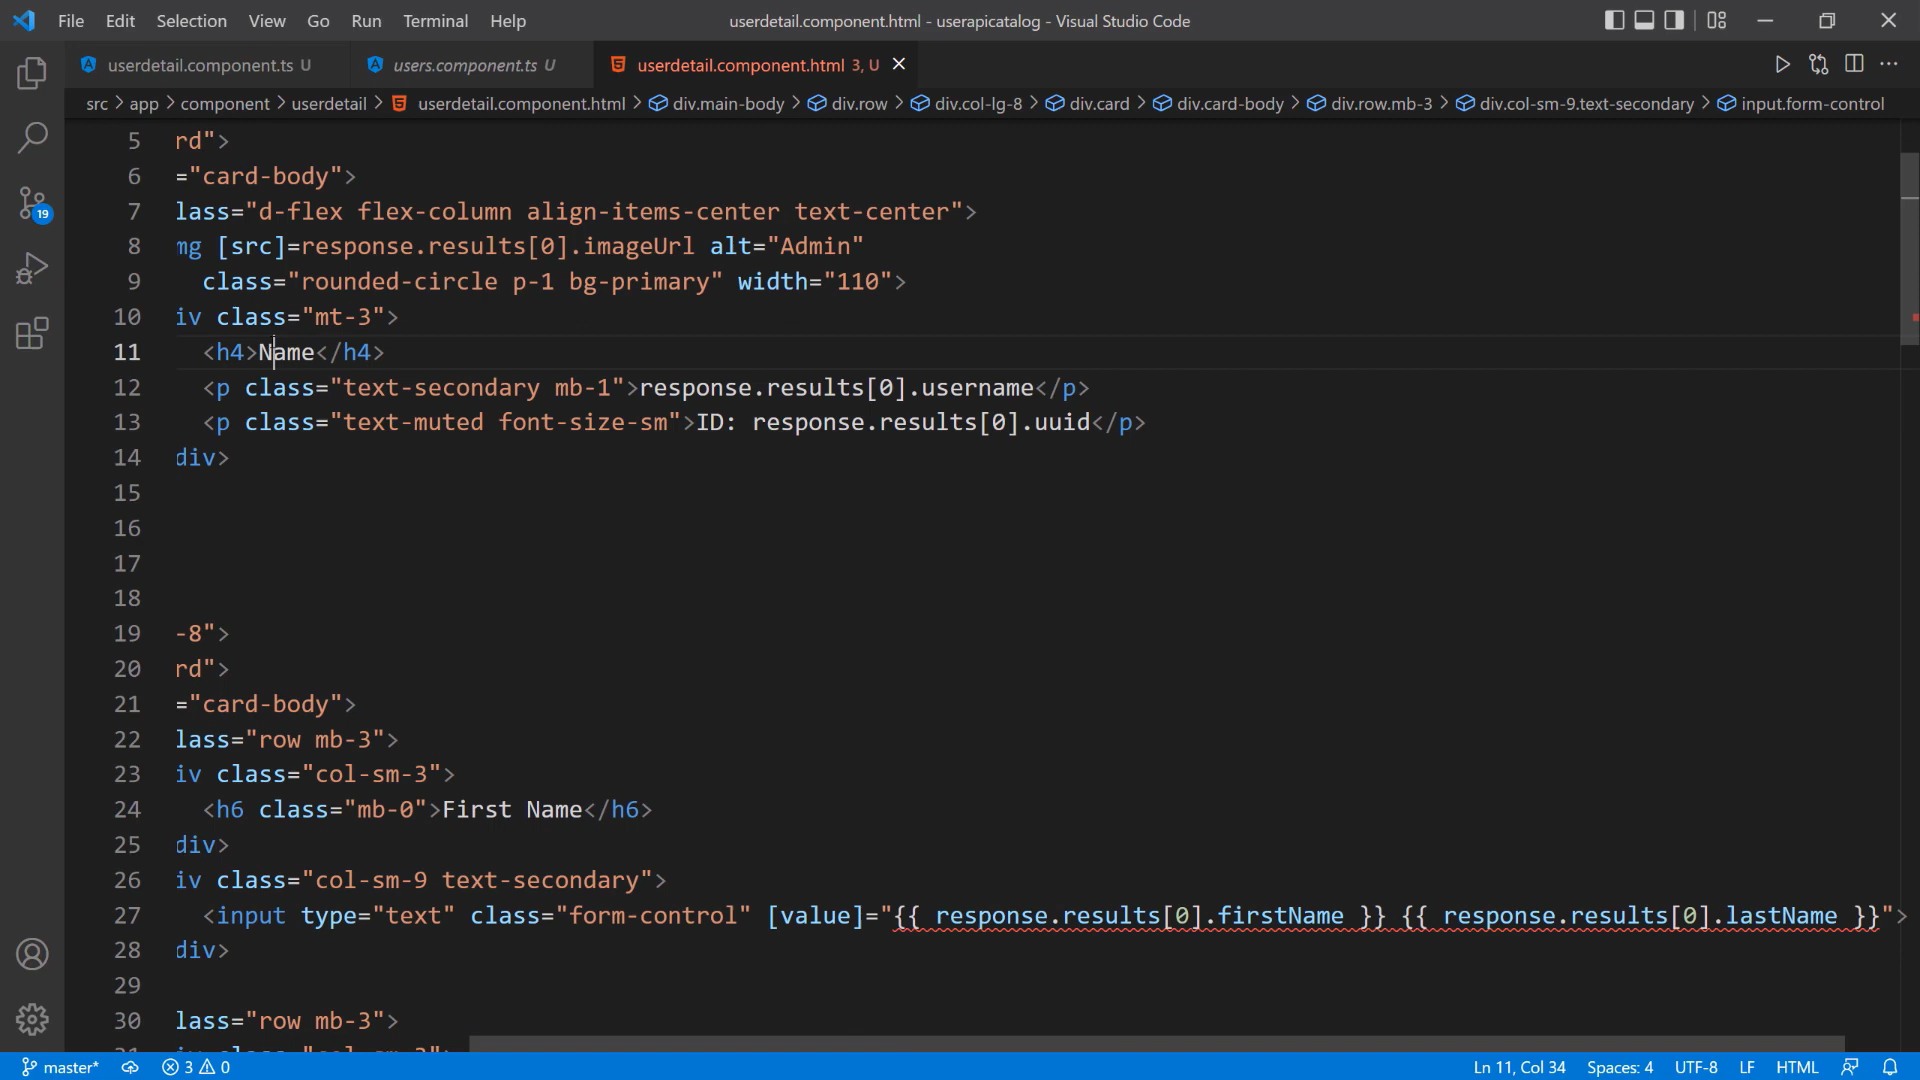 File Edit Selection View Go Run Terminal Help
userdetail.component.html - userapicatalog - Visual Studio Code
userdetail.component.ts U
users.component.ts U
userdetail.component.html 3, U
src > app > component > userdetail > userdetail.component.html > div.main-body > div.row > div.col-lg-8 > div.card > div.card-body > div.row.mb-3 > div.col-sm-9.text-secondary > input.form-control
5 rd">
6 ="card-body">
7 lass="d-flex flex-column align-items-center text-center">
8 mg [src]=response.results[0].imageUrl alt="Admin"
9 class="rounded-circle p-1 bg-primary" width="110">
10 iv class="mt-3">
11 <h4>Name</h4>
12 <p class="text-secondary mb-1">response.results[0].username</p>
13 <p class="text-muted font-size-sm">ID: response.results[0].uuid</p>
14 div>
15
16
17
18
19 -8">
20 rd">
21 ="card-body">
22 lass="row mb-3">
23 iv class="col-sm-3">
24 <h6 class="mb-0">First Name</h6>
25 div>
26 iv class="col-sm-9 text-secondary">
27 <input type="text" class="form-control" [value]="{{ response.results[0].firstName }} {{ response.results[0].lastName }}">
28 div>
29
30 lass="row mb-3">
31 iv class="col-sm-3">
19
master* 3 0
Ln 11, Col 34 Spaces: 4 UTF-8 LF HTML